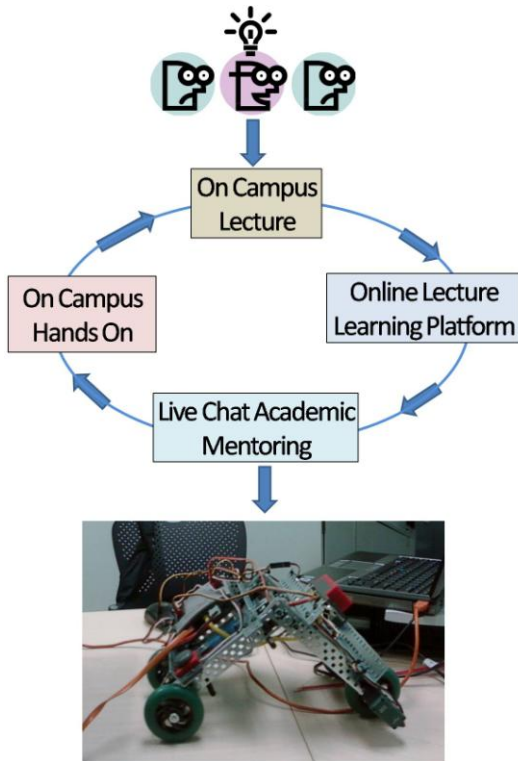 On Campus
Lecture
On Campus
Hands On
Online Lecture
Learning Platform
Live Chat Academic
Mentoring